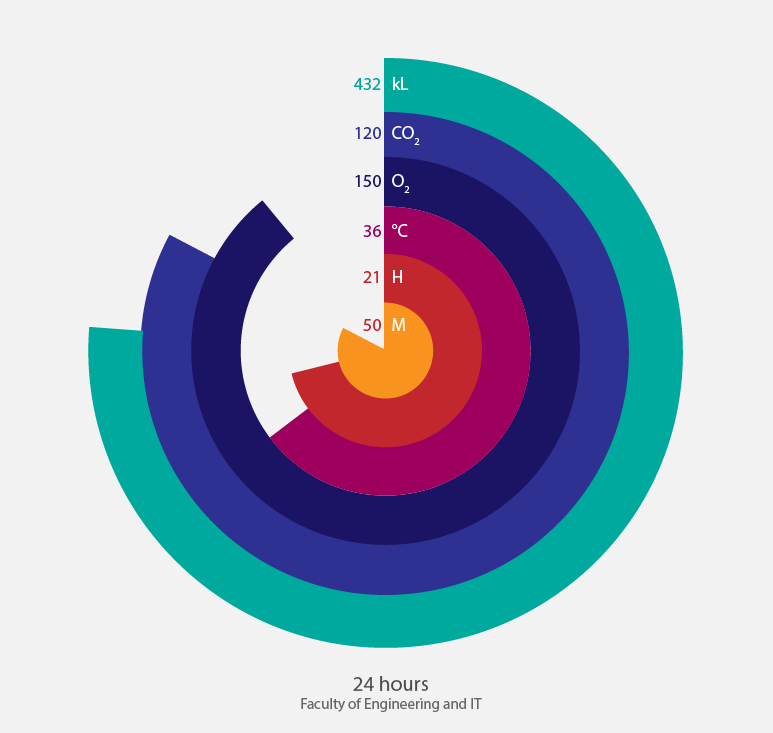 432 kL
120 CO₂
150 O₂
36 °C
21 H
50 M
24 hours
Faculty of Engineering and IT